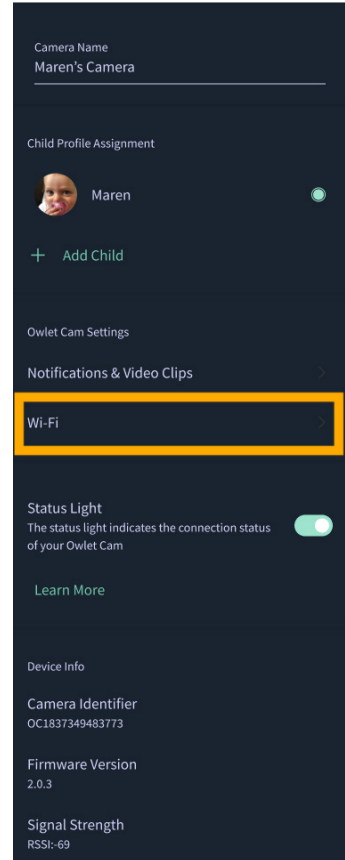 Camera Name
Maren's Camera
Child Profile Assignment
Maren
+ Add Child
Owlet Cam Settings
Notifications & Video Clips
Wi-Fi
Status Light
The status light indicates the connection status
of your Owlet Cam
Learn More
Device Info
Camera Identifier
OC1837349483773
Firmware Version
2.0.3
Signal Strength
RSSI:-69